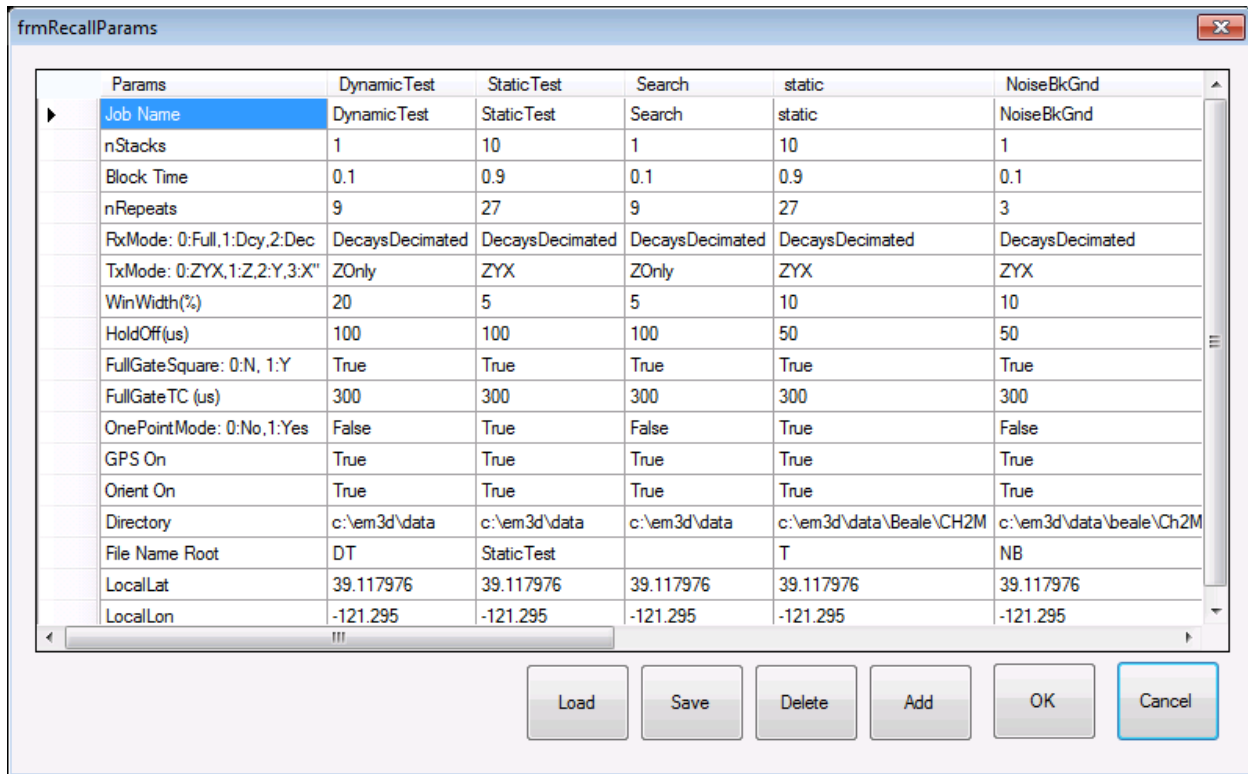 frmRecallParams
Params DynamicTest StaticTest Search static NoiseBkGnd
Job Name DynamicTest StaticTest Search static NoiseBkGnd
nStacks 1 10 1 10 1
Block Time 0.1 0.9 0.1 0.9 0.1
nRepeats 9 27 9 27 3
RxMode: 0:Full,1:Dcy,2:Dec DecaysDecimated DecaysDecimated DecaysDecimated DecaysDecimated DecaysDecimated
TxMode: 0:ZYX,1:Z,2:Y,3:X" ZOnly ZYX ZOnly ZYX ZYX
WinWidth(%) 20 5 5 10 10
HoldOff(us) 100 100 100 50 50
FullGateSquare: 0:N, 1:Y True True True True True
FullGateTC (us) 300 300 300 300 300
OnePointMode: 0:No,1:Yes False True False True False
GPS On True True True True True
Orient On True True True True True
Directory c:\em3d\data c:\em3d\data c:\em3d\data c:\em3d\data\Beale\CH2M c:\em3d\data\beale\Ch2M
File Name Root DT StaticTest T NB
LocalLat 39.117976 39.117976 39.117976 39.117976 39.117976
LocalLon -121.295 -121.295 -121.295 -121.295 -121.295
Load Save Delete Add OK Cancel